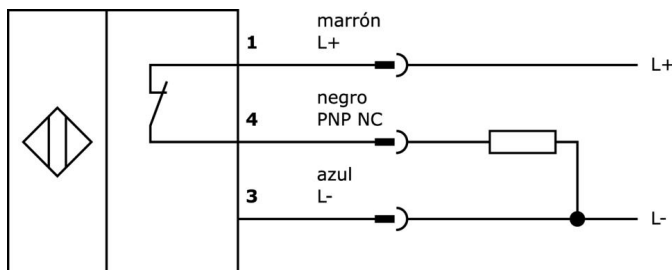 marrón
1 L+
L+
negro
4 PNP NC
azul
3 L-
L-